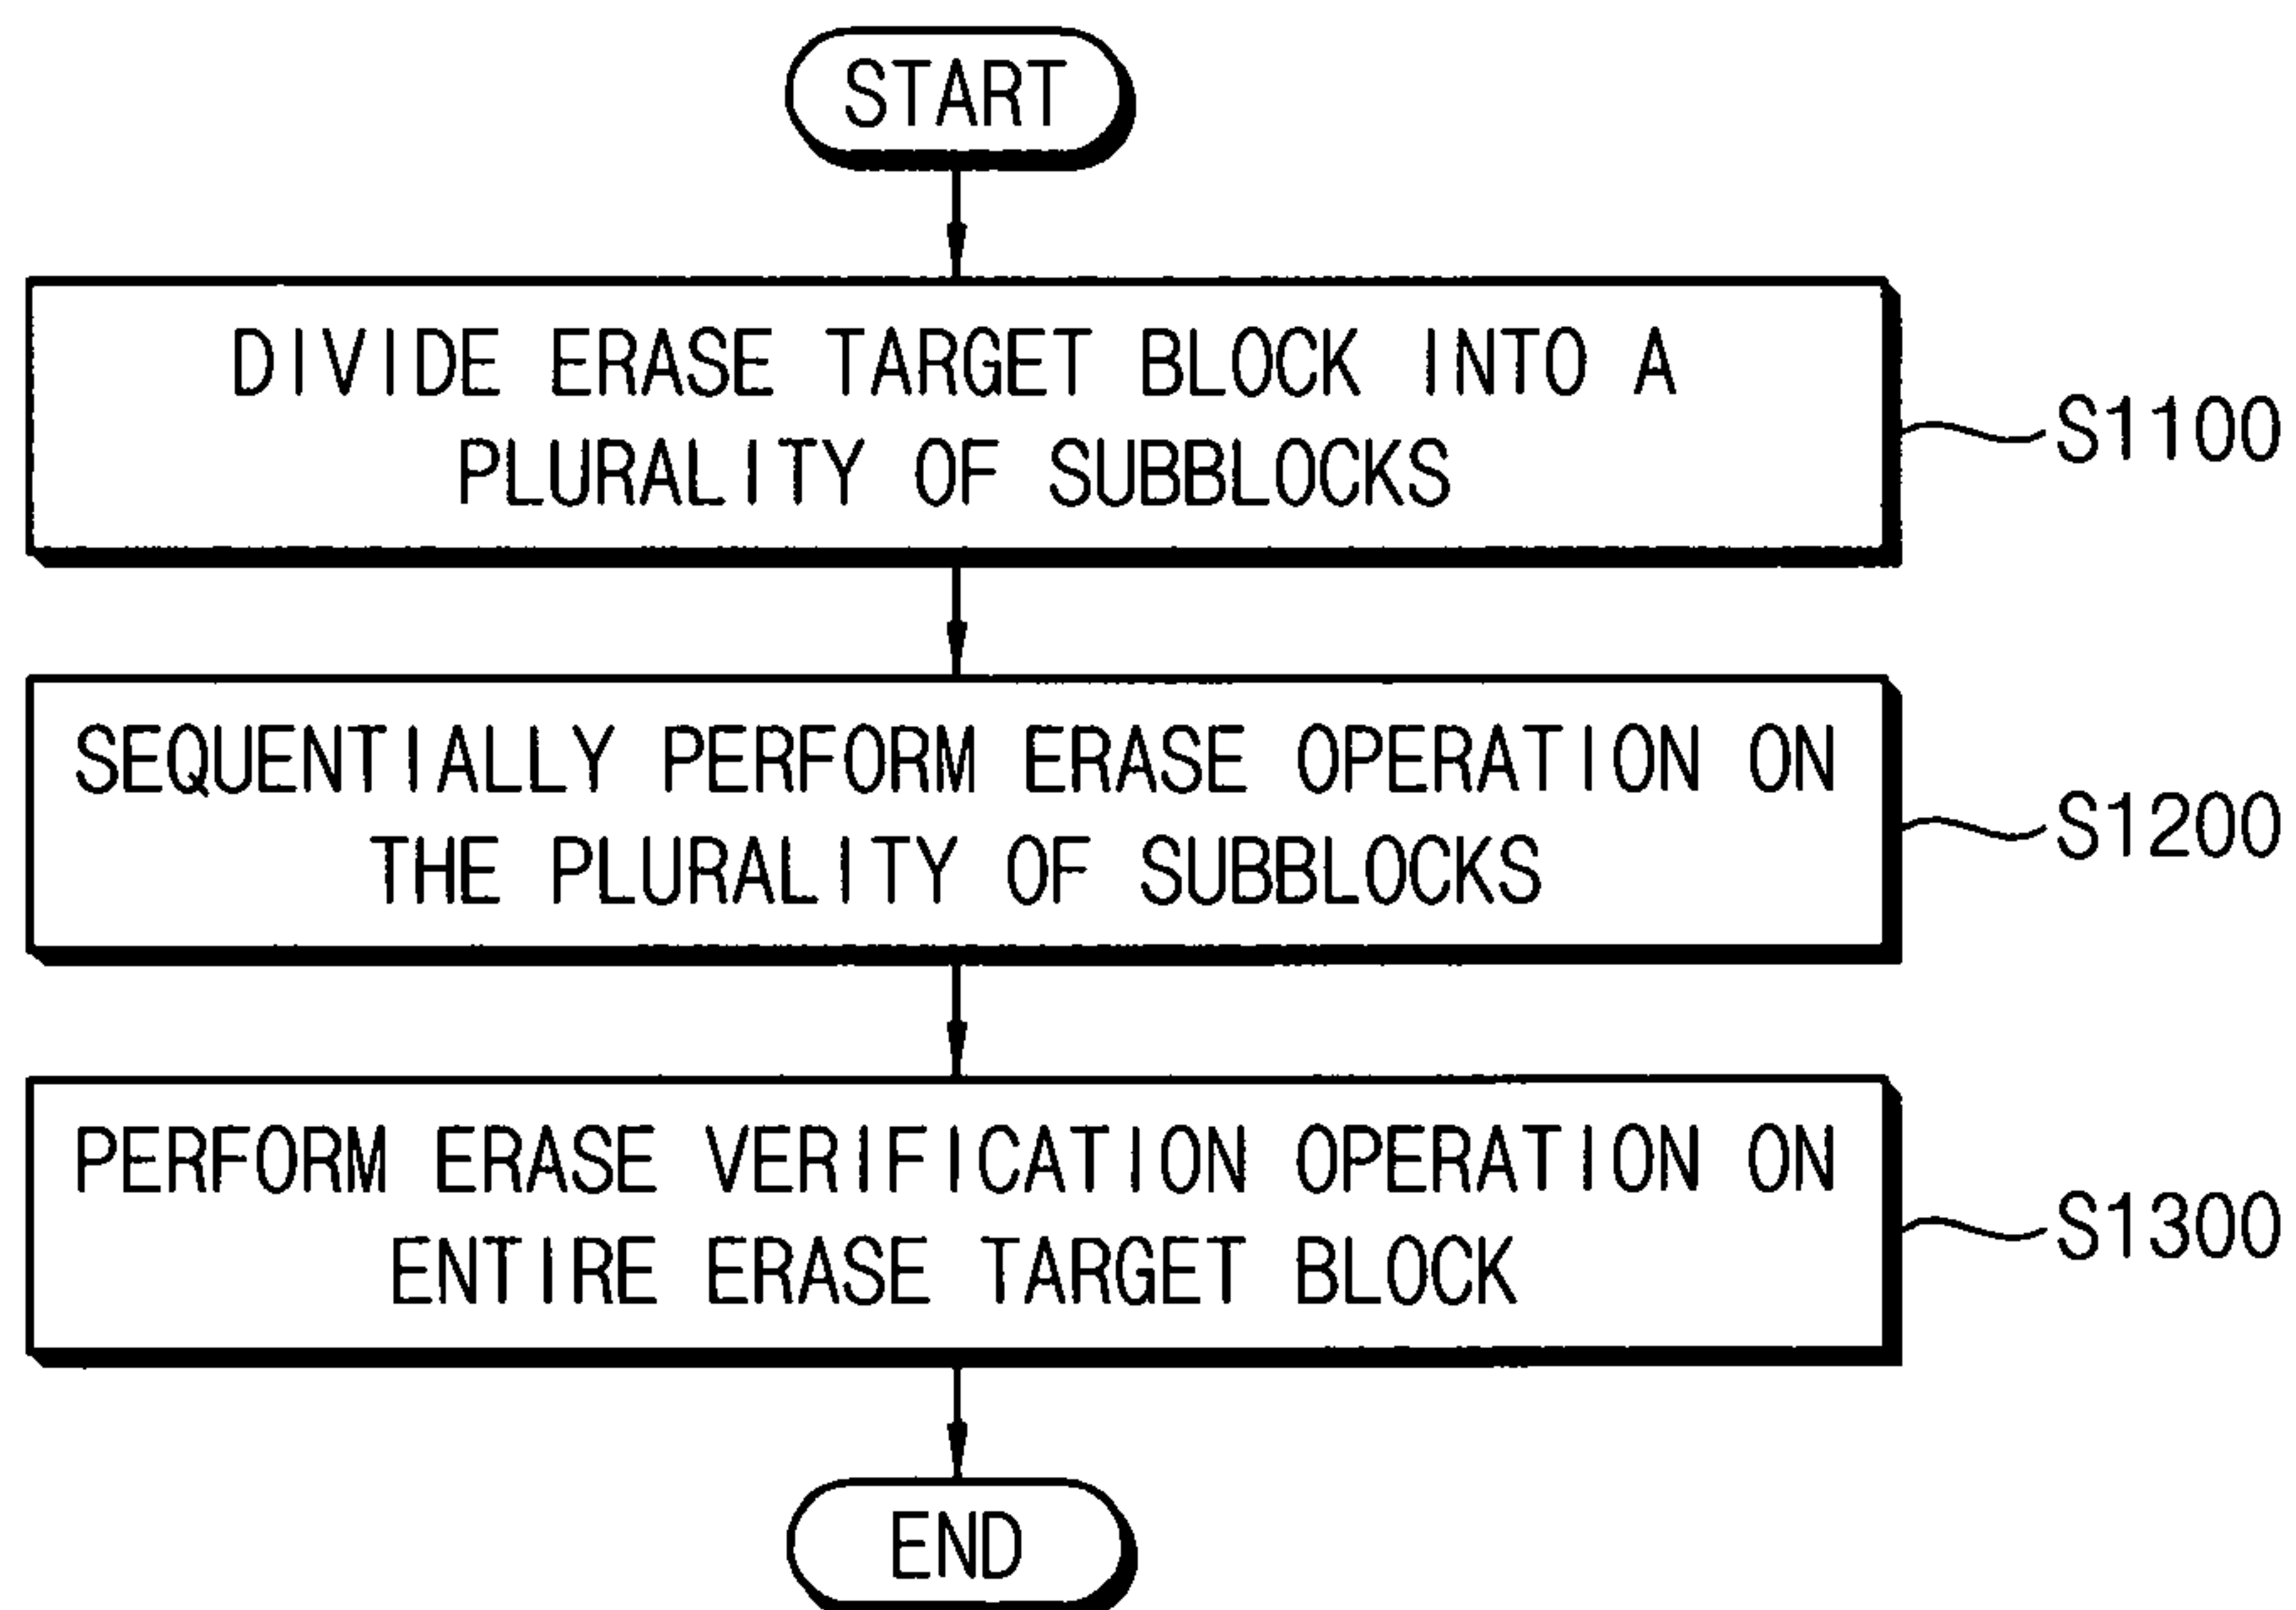 START
DIVIDE ERASE TARGET BLOCK INTO A
PLURALITY OF SUBBLOCKS
S1100
SEQUENTIALLY PERFORM ERASE OPERATION ON
THE PLURALITY OF SUBBLOCKS
S1200
PERFORM ERASE VERIFICATION OPERATION ON
ENTIRE ERASE TARGET BLOCK
S1300
END